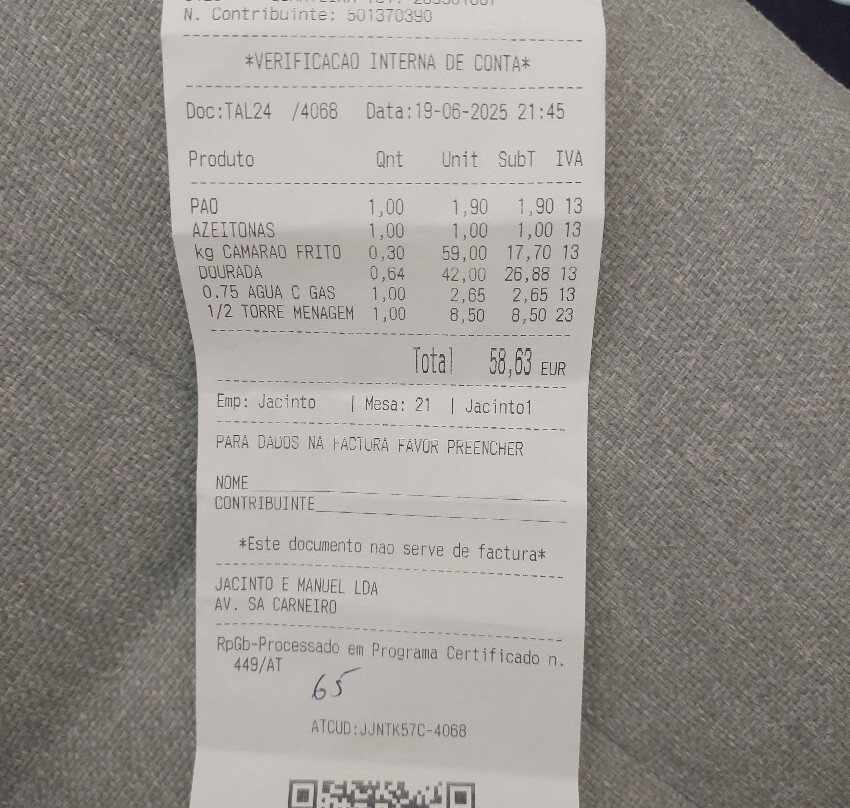 N. Contribuinte: 501370390
*VERIFICACAO INTERNA DE CONTA*
Doc:TAL24 /4068 Data:19-06-2025 21:45
Produto Qnt Unit SubT IVA
PAO 1,00 1,90 1,90 13
AZEITONAS 1,00 1,00 1,00 13
kg CAMARAO FRITO 0,30 59,00 17,70 13
DOURADA 0,64 42,00 26,88 13
0.75 AGUA C GAS 1,00 2,65 2,65 13
1/2 TORRE MENAGEM 1,00 8,50 8,50 23
Total 58,63 EUR
Emp: Jacinto | Mesa: 21 | Jacinto1
PARA DADOS NA FACTURA FAVOR PREENCHER
NOME
CONTRIBUINTE
*Este documento nao serve de factura*
JACINTO E MANUEL LDA
AV. SA CARNEIRO
RpGb-Processado em Programa Certificado n.
449/AT
65
ATCUD:JJNTK57C-4068